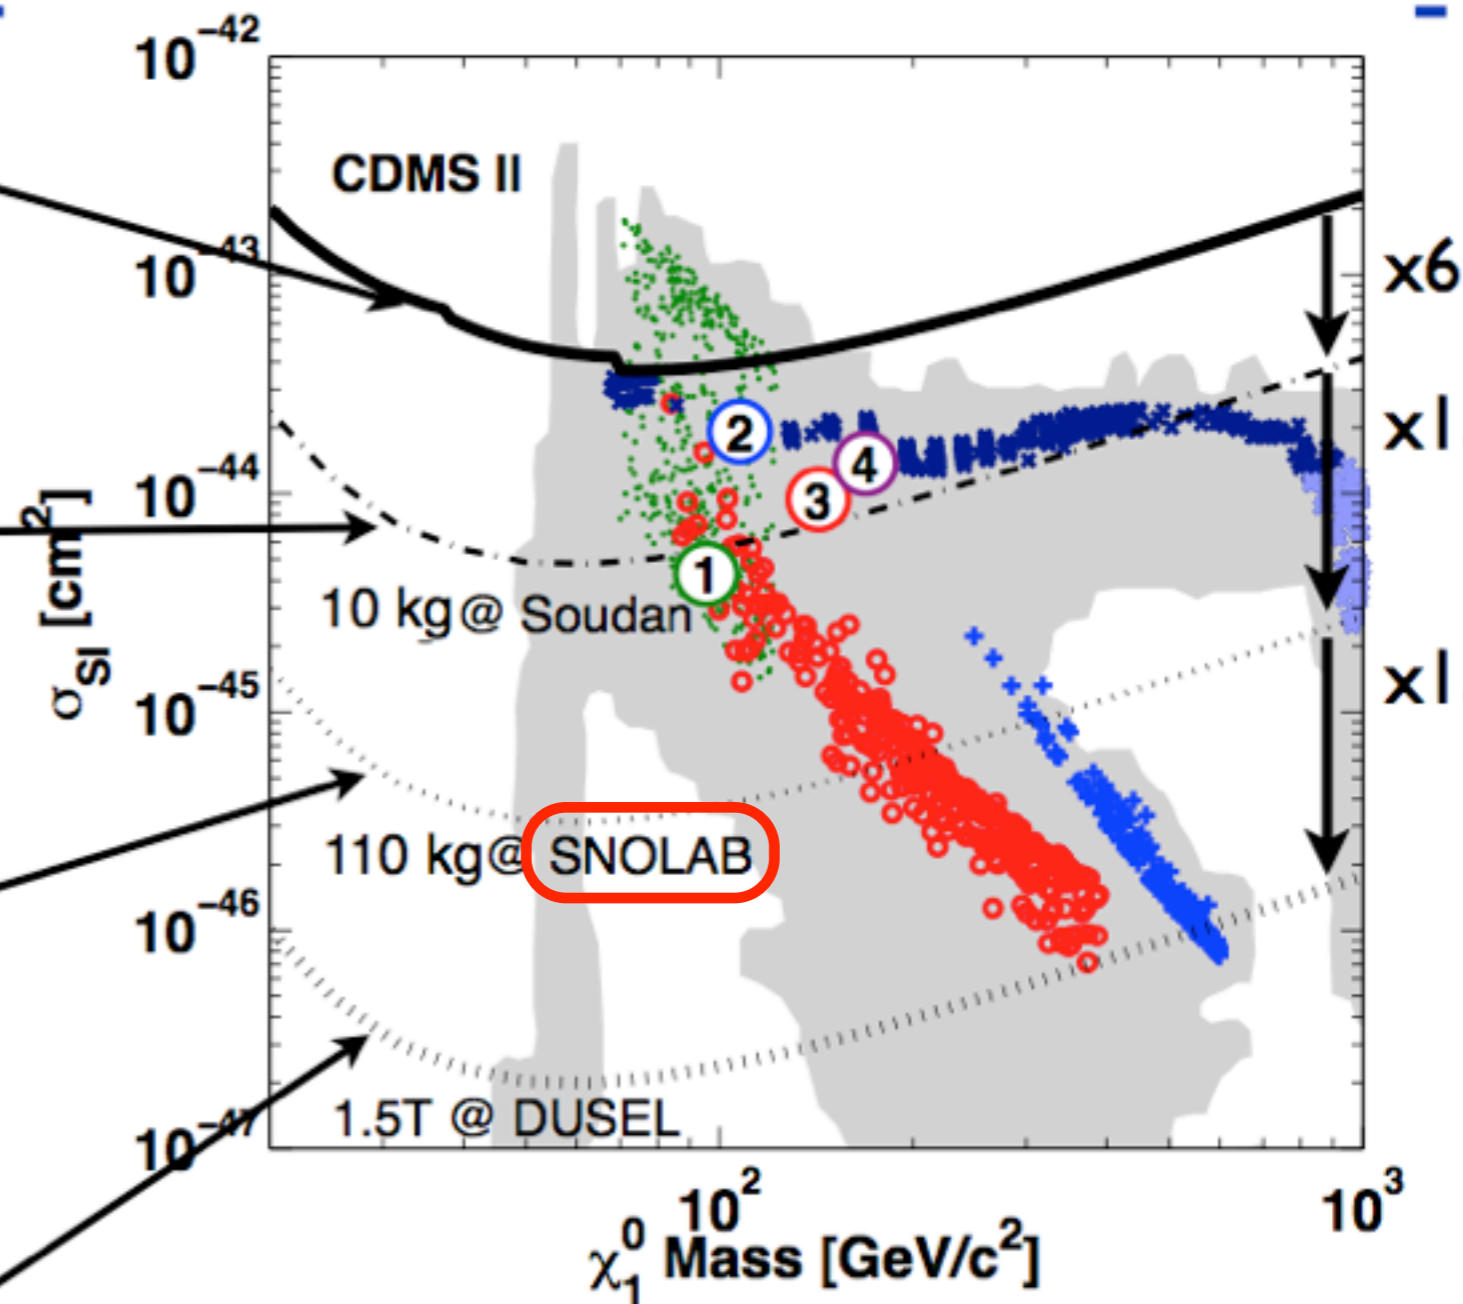 10⁻⁴²
CDMS II
10⁻⁴³
x6
x1
2
4
3
10⁻⁴⁴
1
10 kg@ Soudan
σSI [cm²]
10⁻⁴⁵
x1
110 kg@ SNOLAB
10⁻⁴⁶
1.5T @ DUSEL
10⁻⁴⁷
10² 10³
χ₁⁰ Mass [GeV/c²]